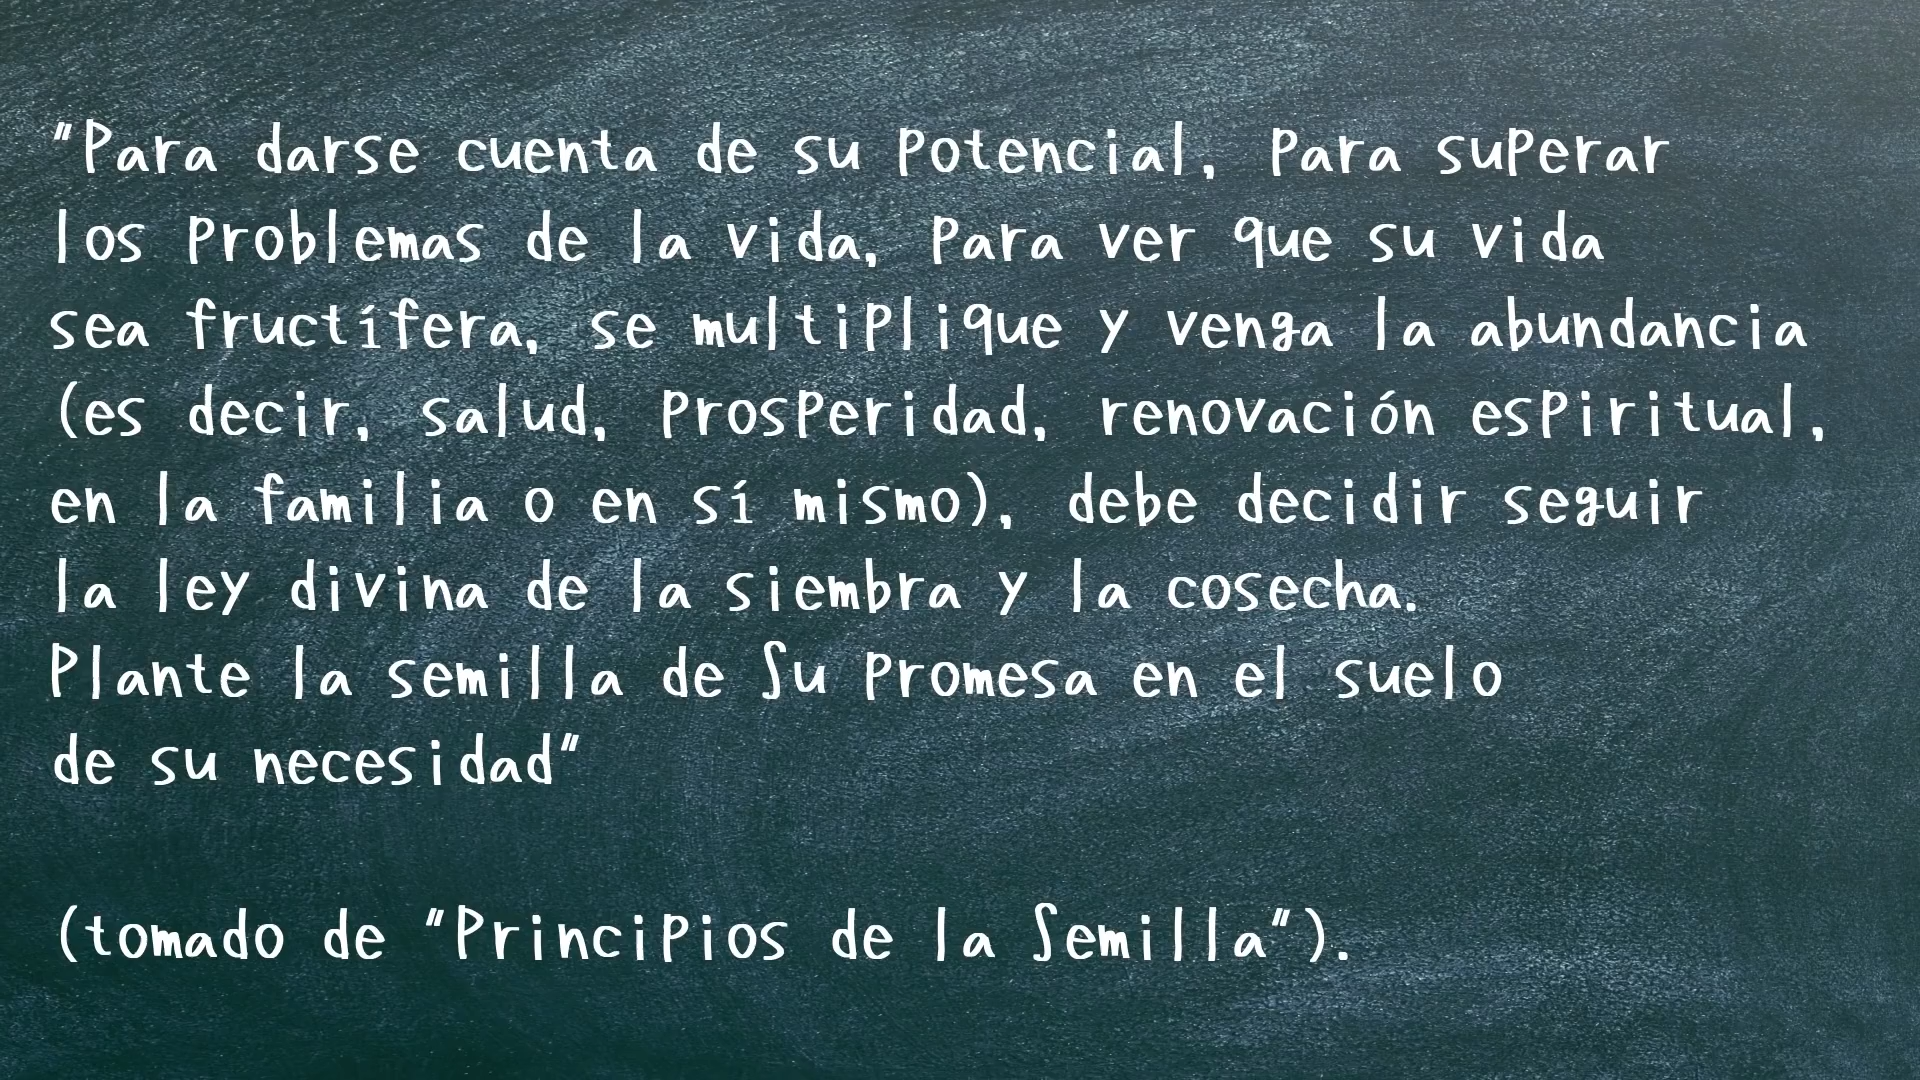 "Para darse cuenta de su potencial, para superar
los problemas de la vida, para ver que su vida
sea fructífera, se multiplique y venga la abundancia
(es decir, salud, prosperidad, renovación espiritual,
en la familia o en sí mismo), debe decidir seguir
la ley divina de la siembra y la cosecha.
Plante la semilla de Su promesa en el suelo
de su necesidad"
(tomado de "Principios de la Semilla").